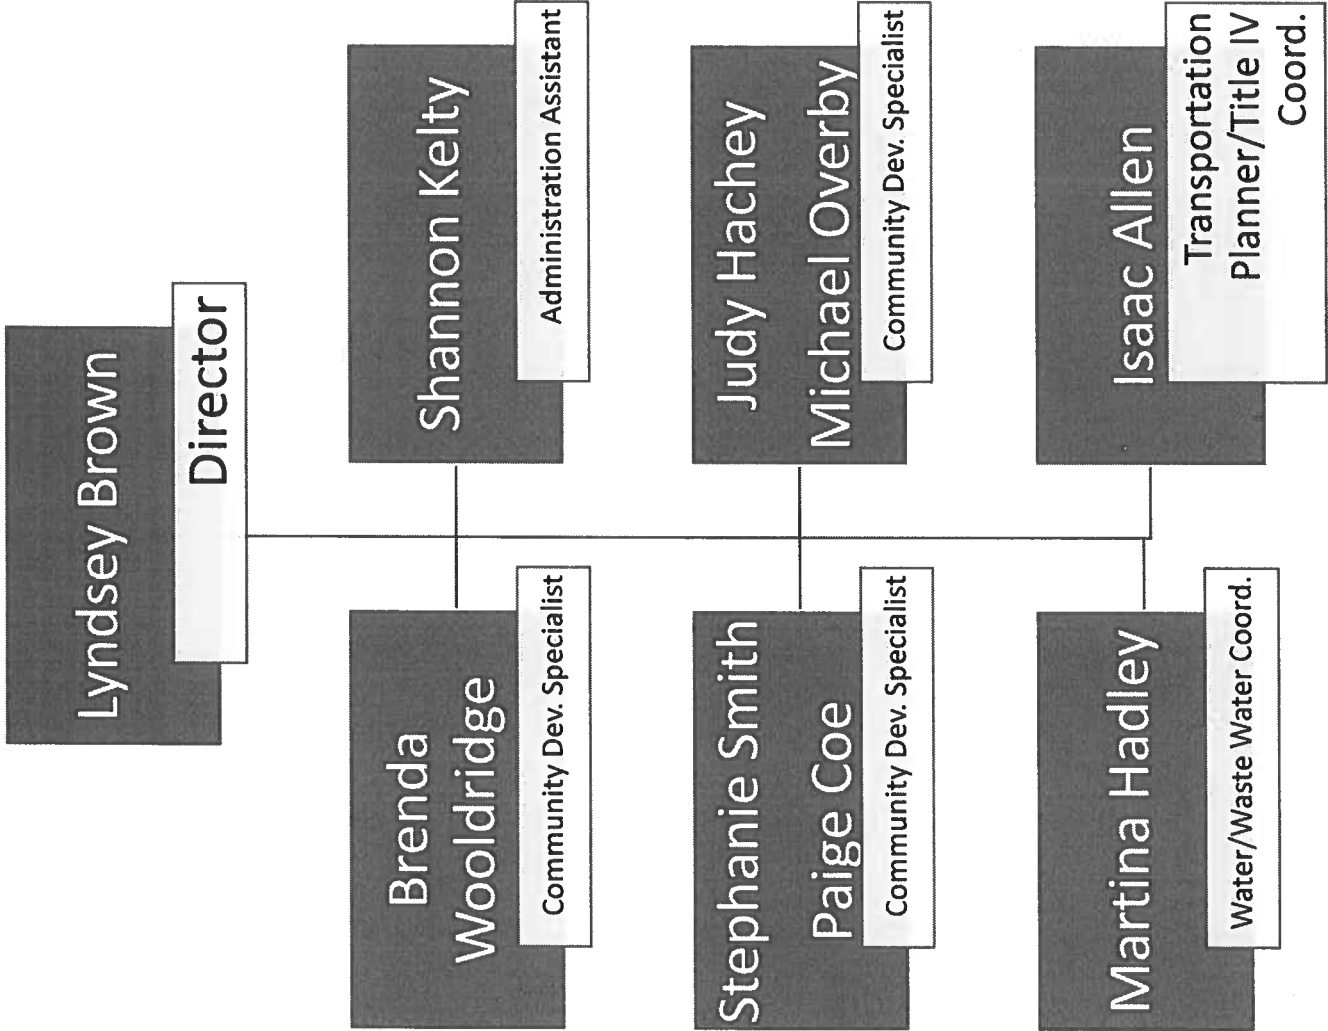 Lyndsey Brown
Director
Brenda
Wooldridge
Community Dev. Specialist
Shannon Kelty
Administration Assistant
Stephanie Smith
Paige Coe
Community Dev. Specialist
Judy Hachey
Michael Overby
Community Dev. Specialist
Martina Hadley
Water/Waste Water Coord.
Isaac Allen
Transportation
Planner/Title IV
Coord.